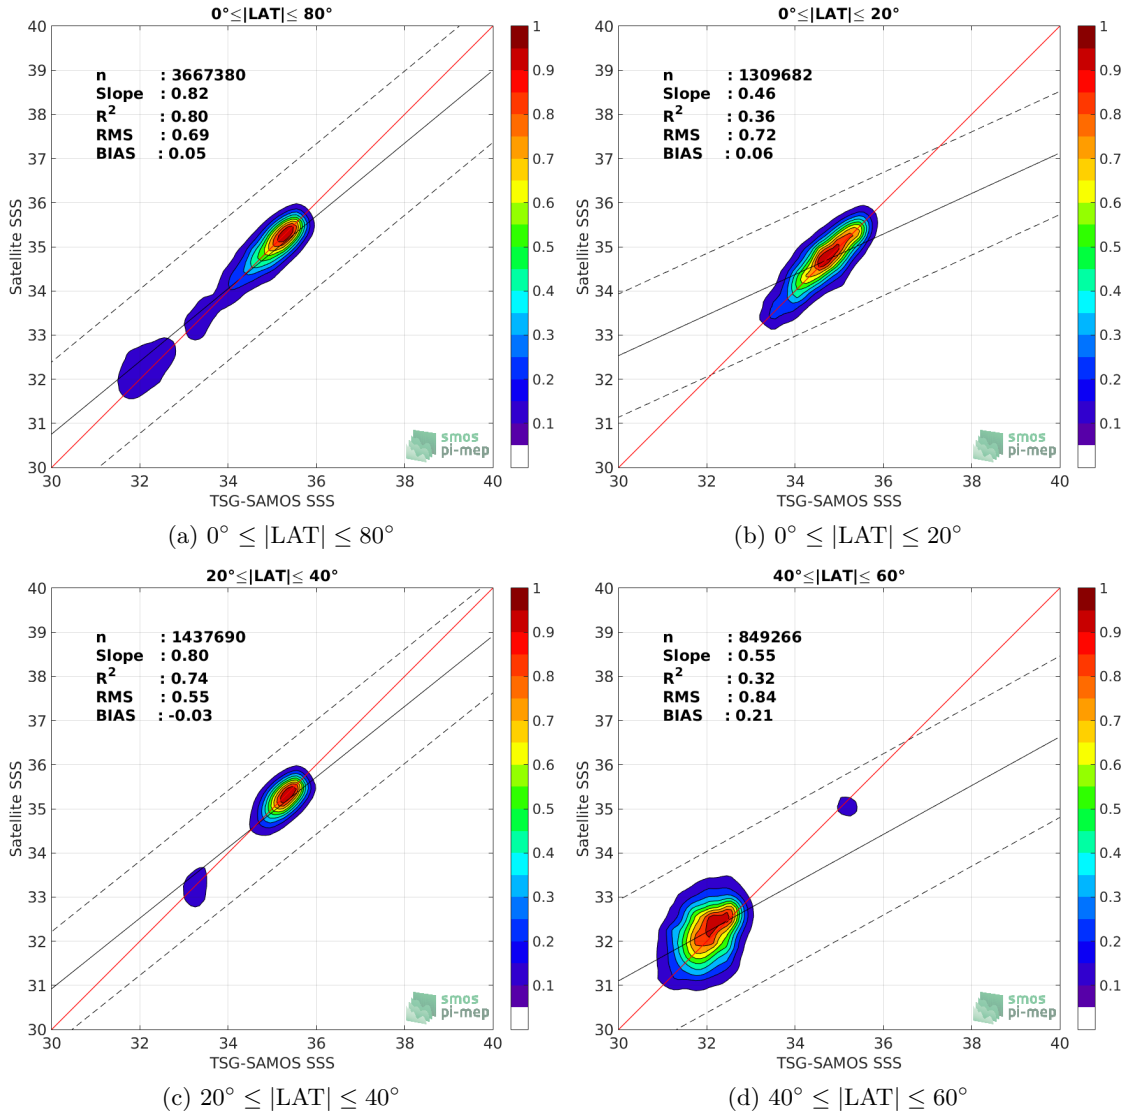 0°≤|LAT|≤ 80°
n : 3667380
Slope : 0.82
R² : 0.80
RMS : 0.69
BIAS : 0.05
40
39
38
37
36
35
34
33
32
31
30
Satellite SSS
30 32 34 36 38 40
TSG-SAMOS SSS
1
0.9
0.8
0.7
0.6
0.5
0.4
0.3
0.2
0.1
smos
pi-mep
(a) 0° ≤ |LAT| ≤ 80°
0°≤|LAT|≤ 20°
n : 1309682
Slope : 0.46
R² : 0.36
RMS : 0.72
BIAS : 0.06
40
39
38
37
36
35
34
33
32
31
30
Satellite SSS
30 32 34 36 38 40
TSG-SAMOS SSS
1
0.9
0.8
0.7
0.6
0.5
0.4
0.3
0.2
0.1
smos
pi-mep
(b) 0° ≤ |LAT| ≤ 20°
20°≤|LAT|≤ 40°
n : 1437690
Slope : 0.80
R² : 0.74
RMS : 0.55
BIAS : -0.03
40
39
38
37
36
35
34
33
32
31
30
Satellite SSS
30 32 34 36 38 40
TSG-SAMOS SSS
1
0.9
0.8
0.7
0.6
0.5
0.4
0.3
0.2
0.1
smos
pi-mep
(c) 20° ≤ |LAT| ≤ 40°
40°≤|LAT|≤ 60°
n : 849266
Slope : 0.55
R² : 0.32
RMS : 0.84
BIAS : 0.21
40
39
38
37
36
35
34
33
32
31
30
Satellite SSS
30 32 34 36 38 40
TSG-SAMOS SSS
1
0.9
0.8
0.7
0.6
0.5
0.4
0.3
0.2
0.1
smos
pi-mep
(d) 40° ≤ |LAT| ≤ 60°